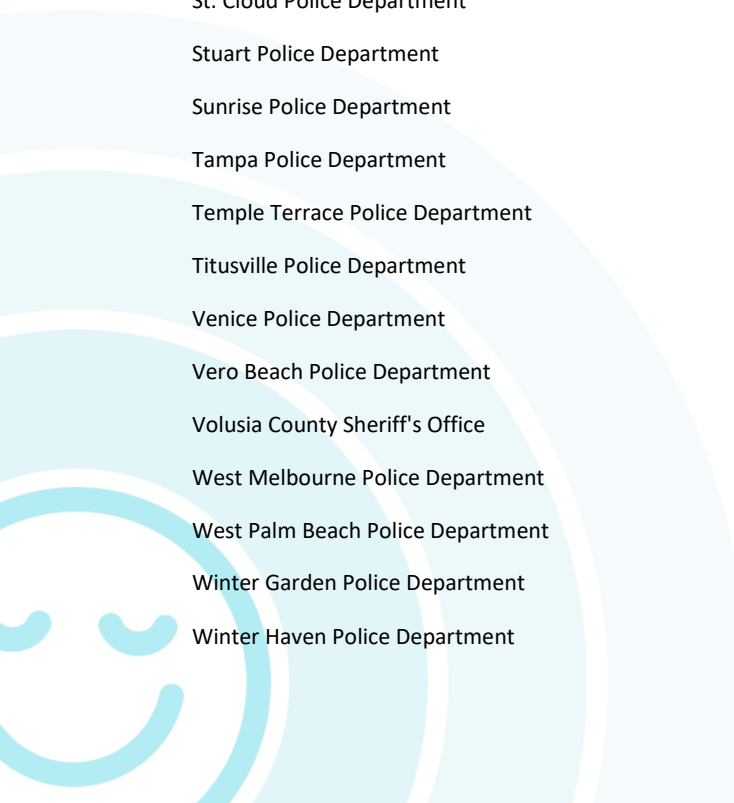 St. Cloud Police Department
Stuart Police Department
Sunrise Police Department
Tampa Police Department
Temple Terrace Police Department
Titusville Police Department
Venice Police Department
Vero Beach Police Department
Volusia County Sheriff's Office
West Melbourne Police Department
West Palm Beach Police Department
Winter Garden Police Department
Winter Haven Police Department